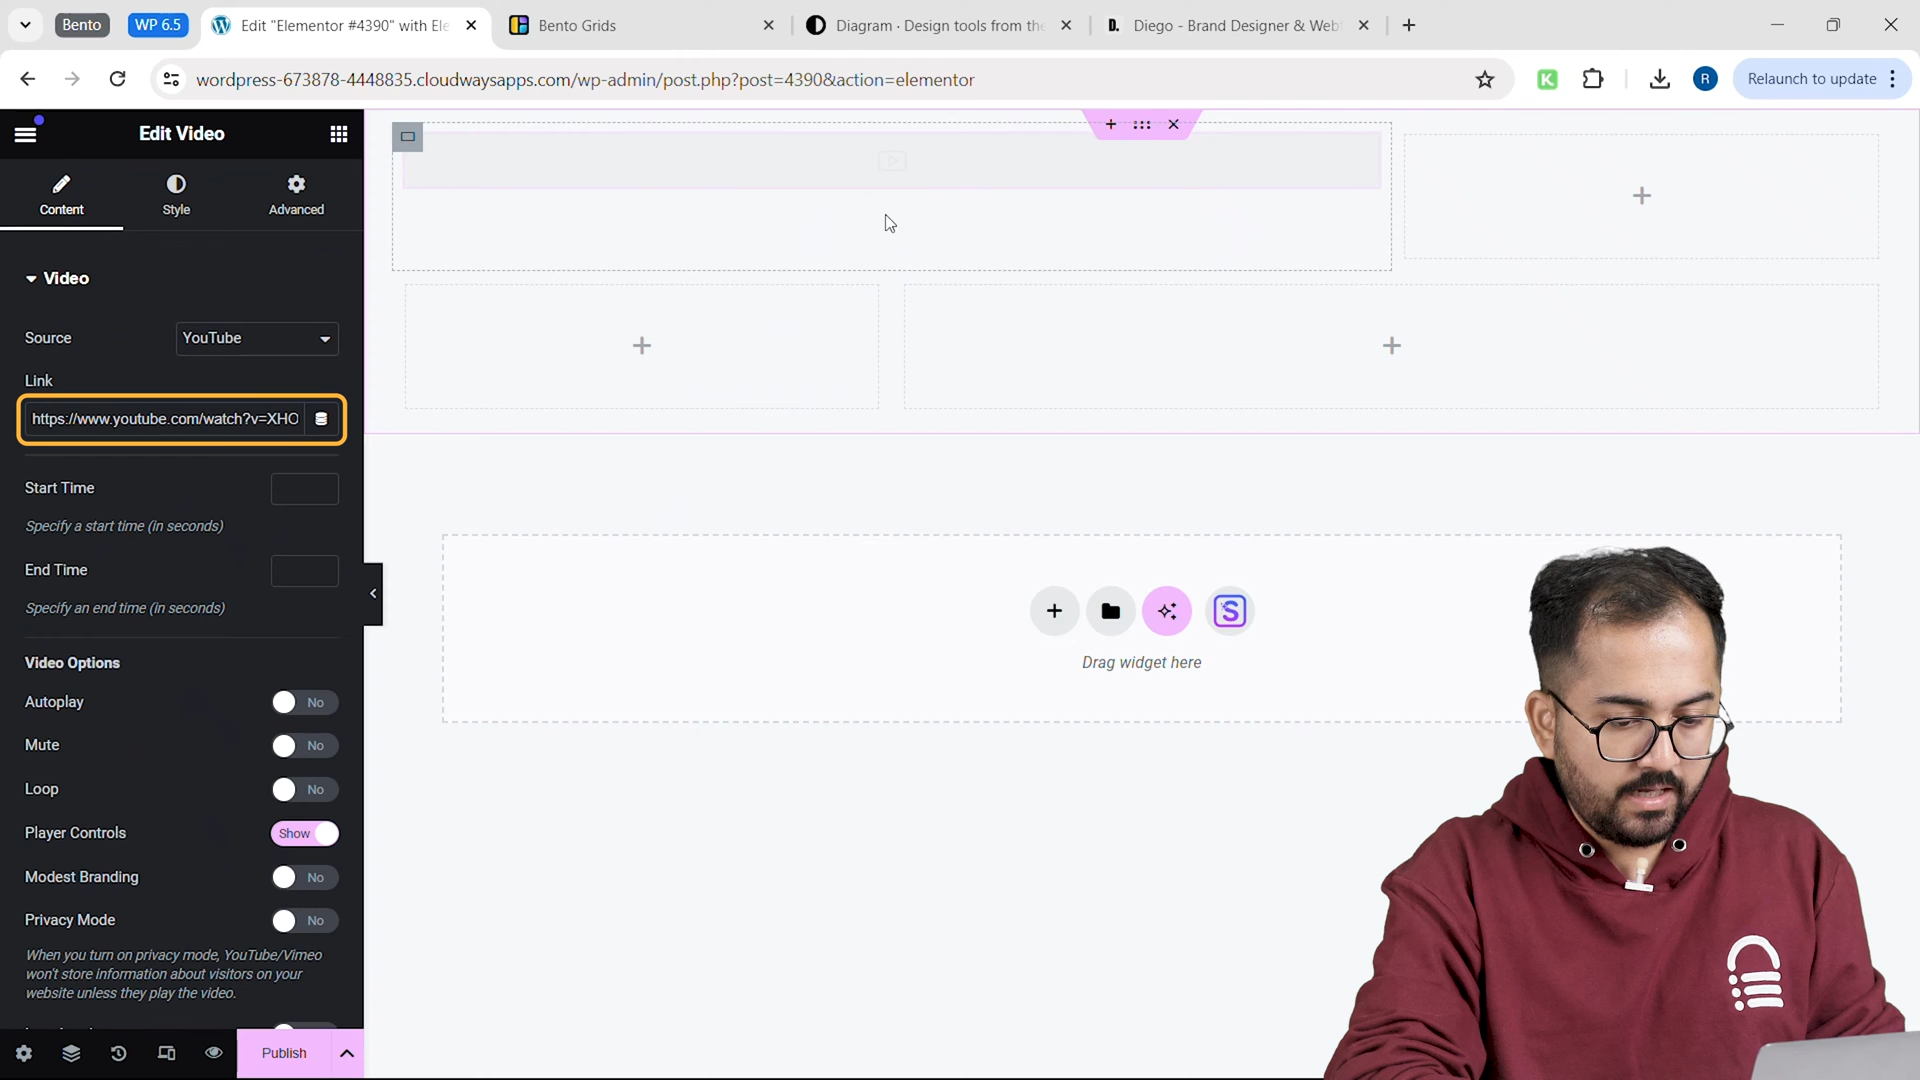 Bento
WP 6.5
Edit "Elementor #4390" with Ele
Bento Grids
Diagram · Design tools from the
D.
Diego - Brand Designer & Web
wordpress-673878-4448835.cloudwaysapps.com/wp-admin/post.php?post=4390&action=elementor
K
R
Relaunch to update
Edit Video
Content
Style
Advanced
Video
Source
YouTube
Link
https://www.youtube.com/watch?v=XHO
Start Time
Specify a start time (in seconds)
End Time
Specify an end time (in seconds)
Video Options
Autoplay
No
Mute
No
Loop
No
Player Controls
Show
Modest Branding
No
Privacy Mode
No
When you turn on privacy mode, YouTube/Vimeo
won't store information about visitors on your
website unless they play the video.
Publish
S
Drag widget here